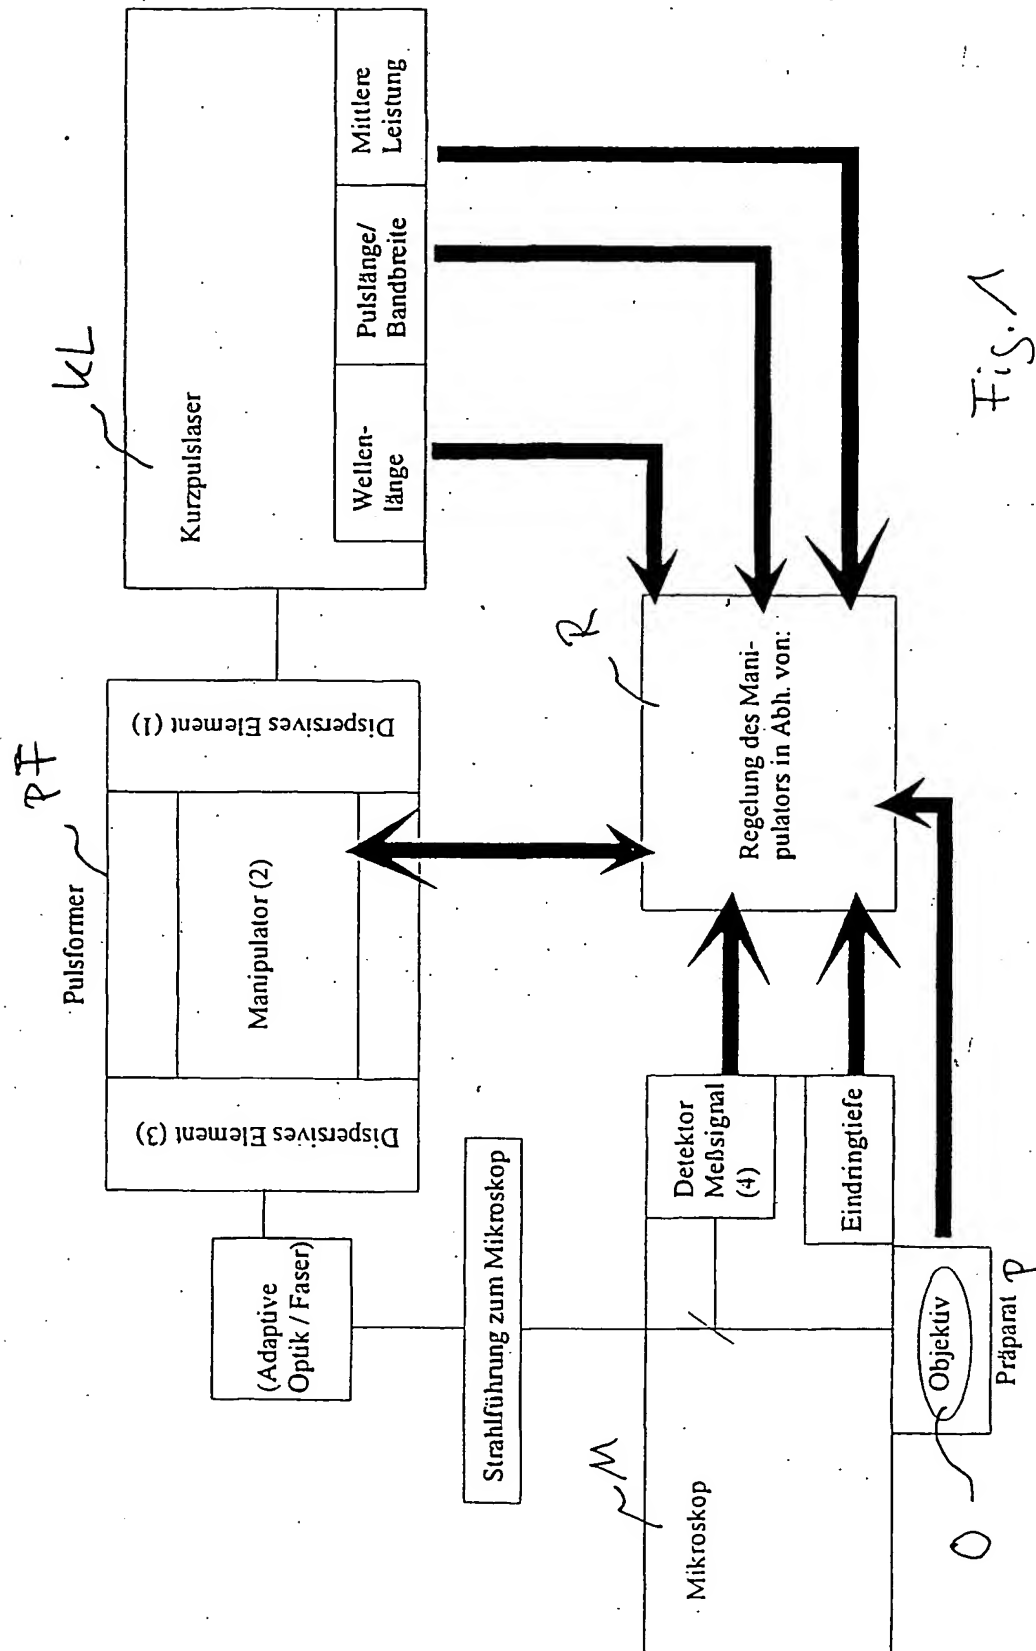 Pulsformer
PF
KL
Kurzpulslaser
Wellen-
länge
Pulslänge/
Bandbreite
Mittlere
Leistung
Dispersives Element (3)
Manipulator (2)
Dispersives Element (1)
(Adaptive
Optik / Faser)
Strahlführung zum Mikroskop
M
Mikroskop
Detektor
Meßsignal
(4)
Eindringtiefe
Objektiv
O
Präparat P
R
Regelung des Mani-
pulators in Abh. von:
Fig. 1